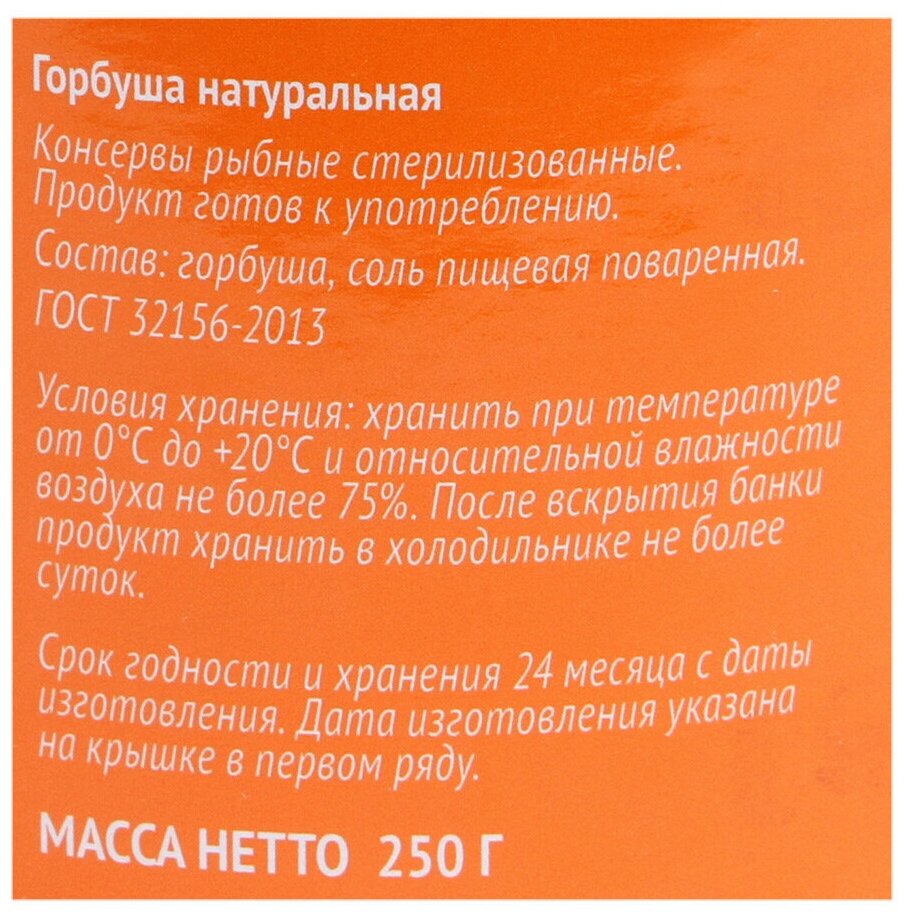 Горбуша натуральная
Консервы рыбные стерилизованные.
Продукт готов к употреблению.
Состав: горбуша, соль пищевая поваренная.
ГОСТ 32156-2013
Условия хранения: хранить при температуре
от 0°С до +20°С и относительной влажности
воздуха не более 75%. После вскрытия банки
продукт хранить в холодильнике не более
суток.
Срок годности и хранения 24 месяца с даты
изготовления. Дата изготовления указана
на крышке в первом ряду.
МАССА НЕТТО 250 Г